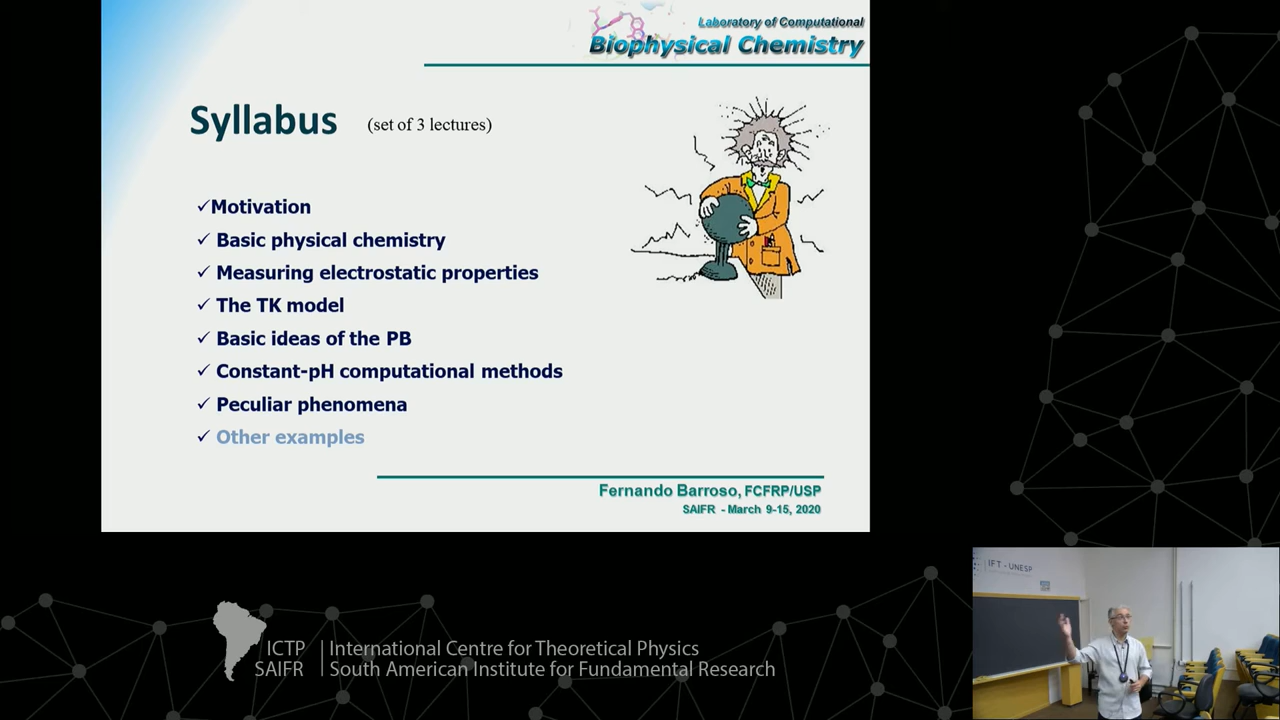 Laboratory of Computational
Biophysical Chemistry
Syllabus (set of 3 lectures)
✓Motivation
✓ Basic physical chemistry
✓ Measuring electrostatic properties
✓ The TK model
✓ Basic ideas of the PB
✓ Constant-pH computational methods
✓ Peculiar phenomena
✓ Other examples
Fernando Barroso, FCFRP/USP
SAIFR - March 9-15, 2020
IFT - UNESP
ICTP | International Centre for Theoretical Physics
SAIFR | South American Institute for Fundamental Research